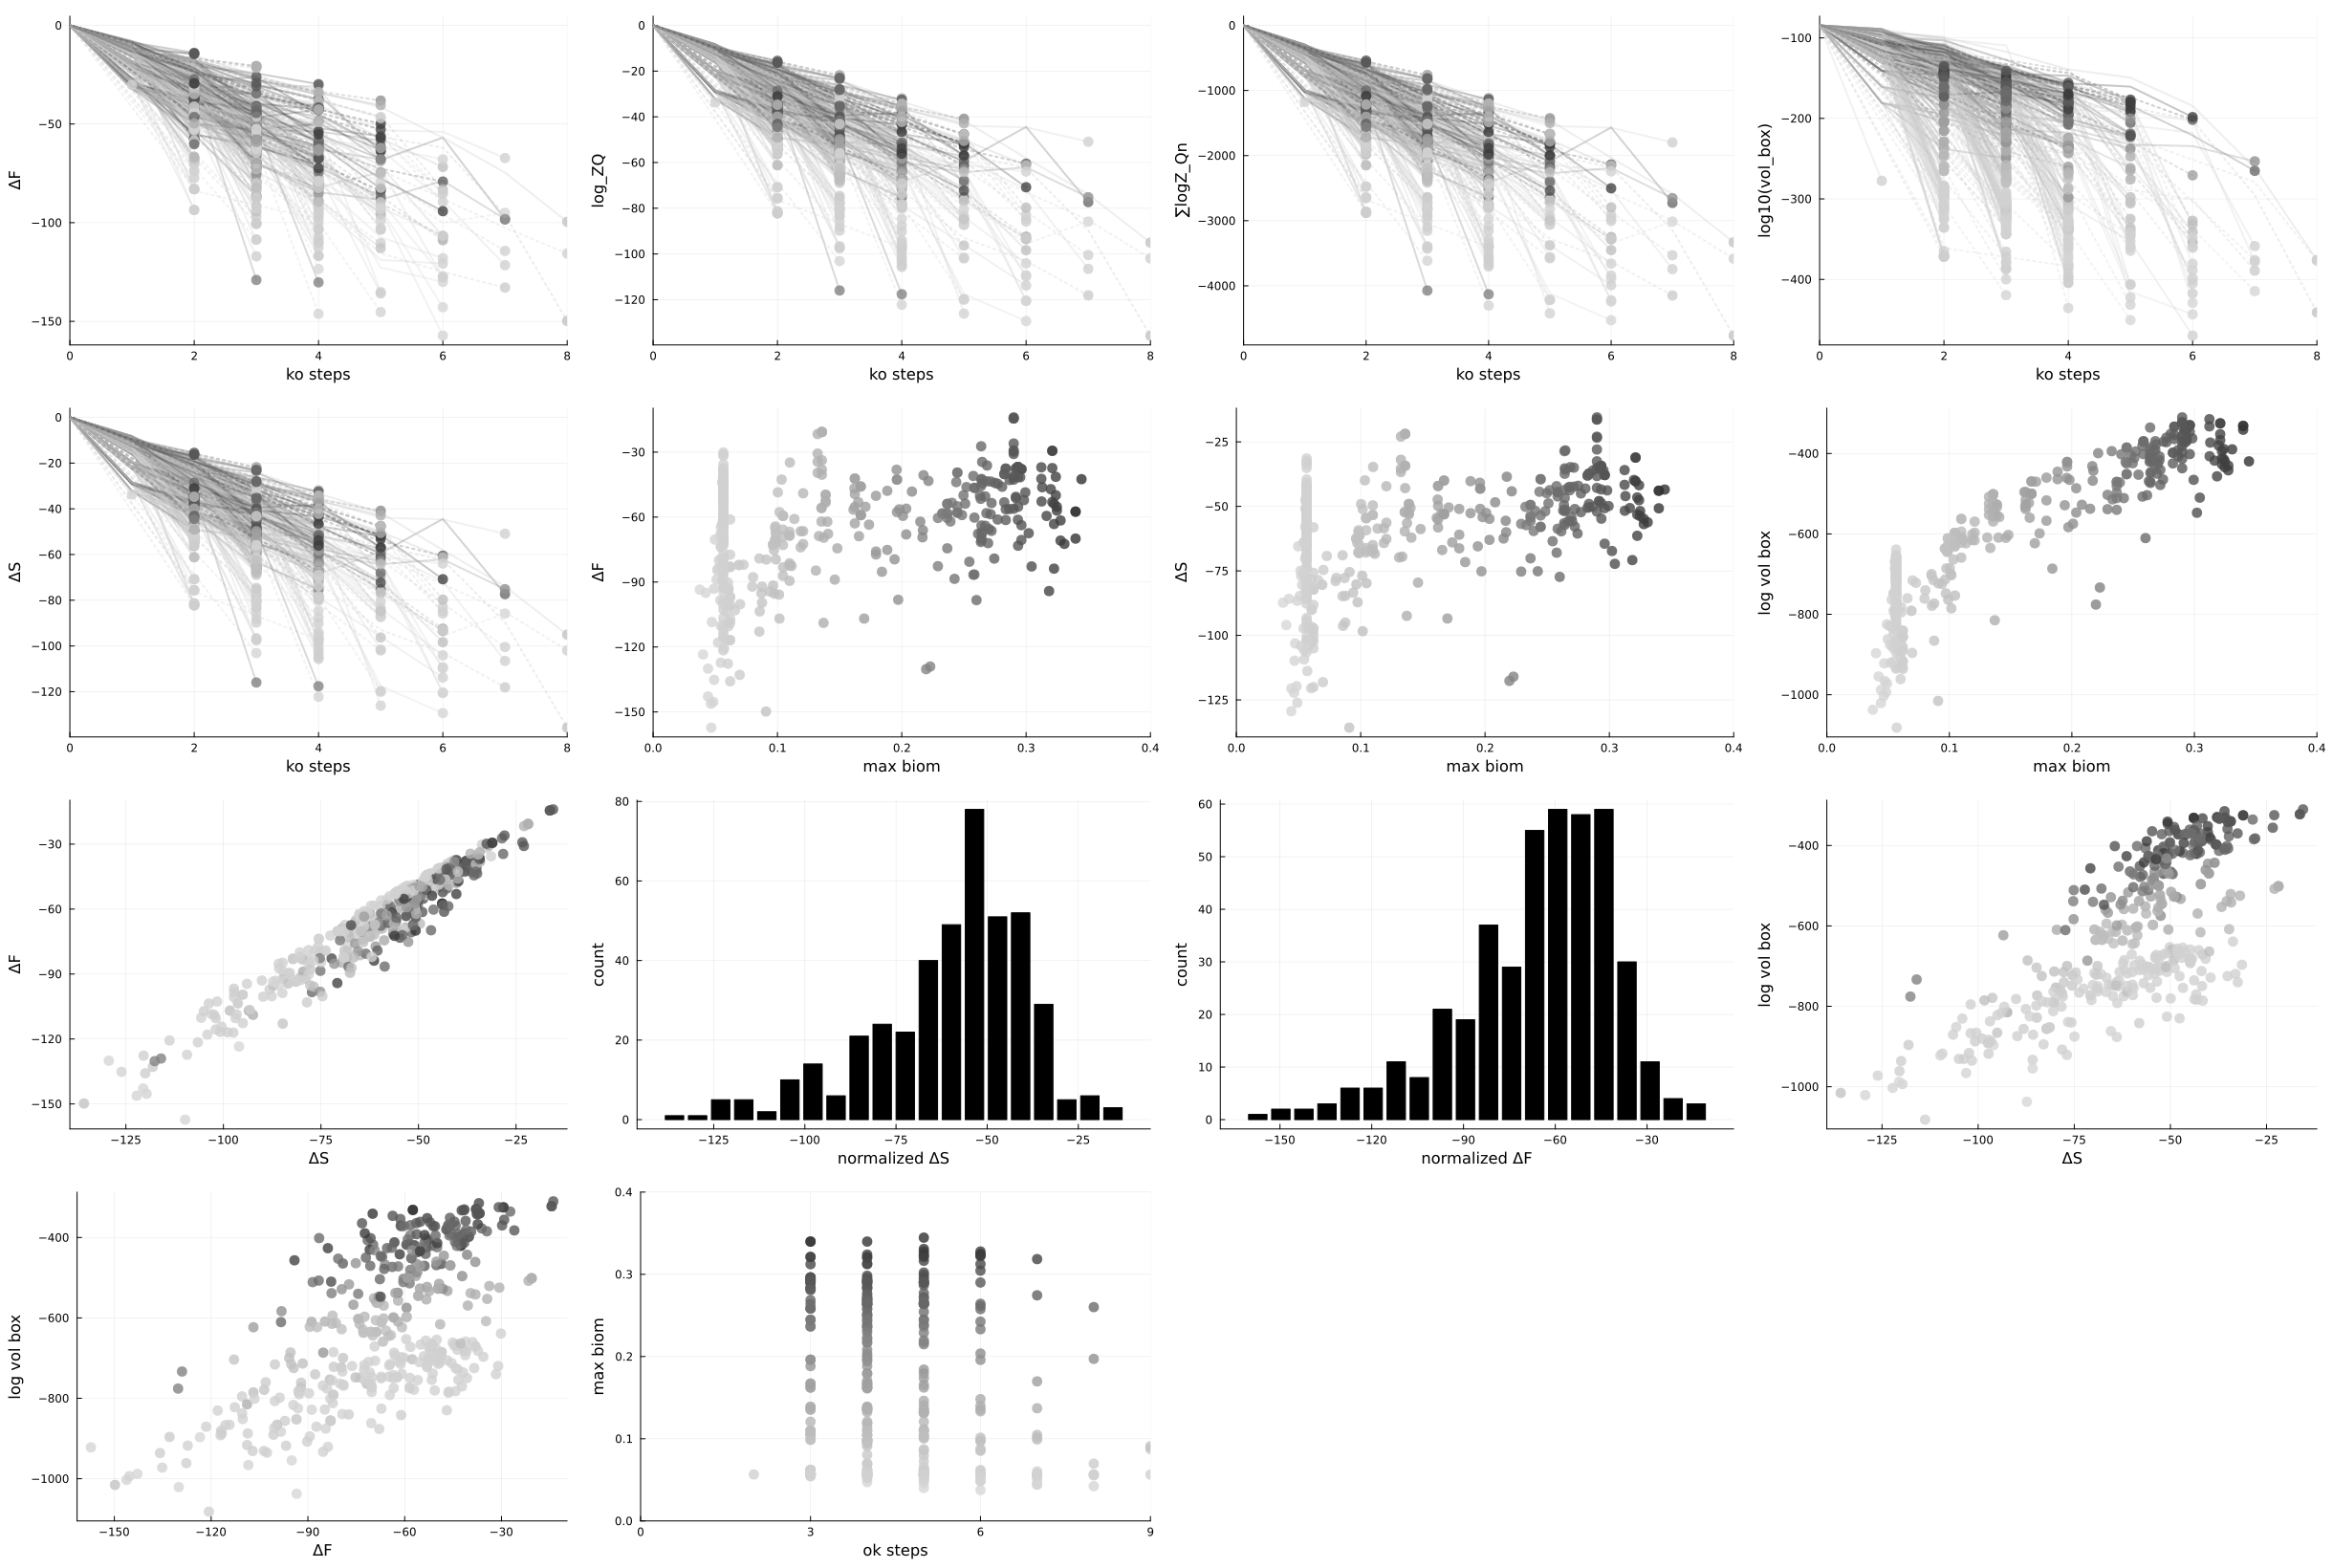 0
−50
−100
−150
ΔF
0 2 4 6 8
ko steps
0
−20
−40
−60
−80
−100
−120
log_ZQ
0 2 4 6 8
ko steps
0
−1000
−2000
−3000
−4000
∑logZ_Qn
0 2 4 6 8
ko steps
−100
−200
−300
−400
log10(vol_box)
0 2 4 6 8
ko steps
0
−20
−40
−60
−80
−100
−120
ΔS
0 2 4 6 8
ko steps
−30
−60
−90
−120
−150
ΔF
0.0 0.1 0.2 0.3 0.4
max biom
−25
−50
−75
−100
−125
ΔS
0.0 0.1 0.2 0.3 0.4
max biom
−400
−600
−800
−1000
log vol box
0.0 0.1 0.2 0.3 0.4
max biom
−30
−60
−90
−120
−150
ΔF
−125 −100 −75 −50 −25
ΔS
80
60
40
20
0
count
−125 −100 −75 −50 −25
normalized ΔS
60
50
40
30
20
10
0
count
−150 −120 −90 −60 −30
normalized ΔF
−400
−600
−800
−1000
log vol box
−125 −100 −75 −50 −25
ΔS
−400
−600
−800
−1000
log vol box
−150 −120 −90 −60 −30
ΔF
0.4
0.3
0.2
0.1
0.0
max biom
0 3 6 9
ok steps